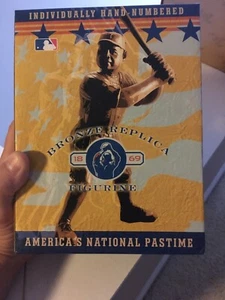 INDIVIDUALLY HAND-NUMBERED
BRONZE REPLICA
18 69
FIGURINE
AMERICA'S NATIONAL PASTIME